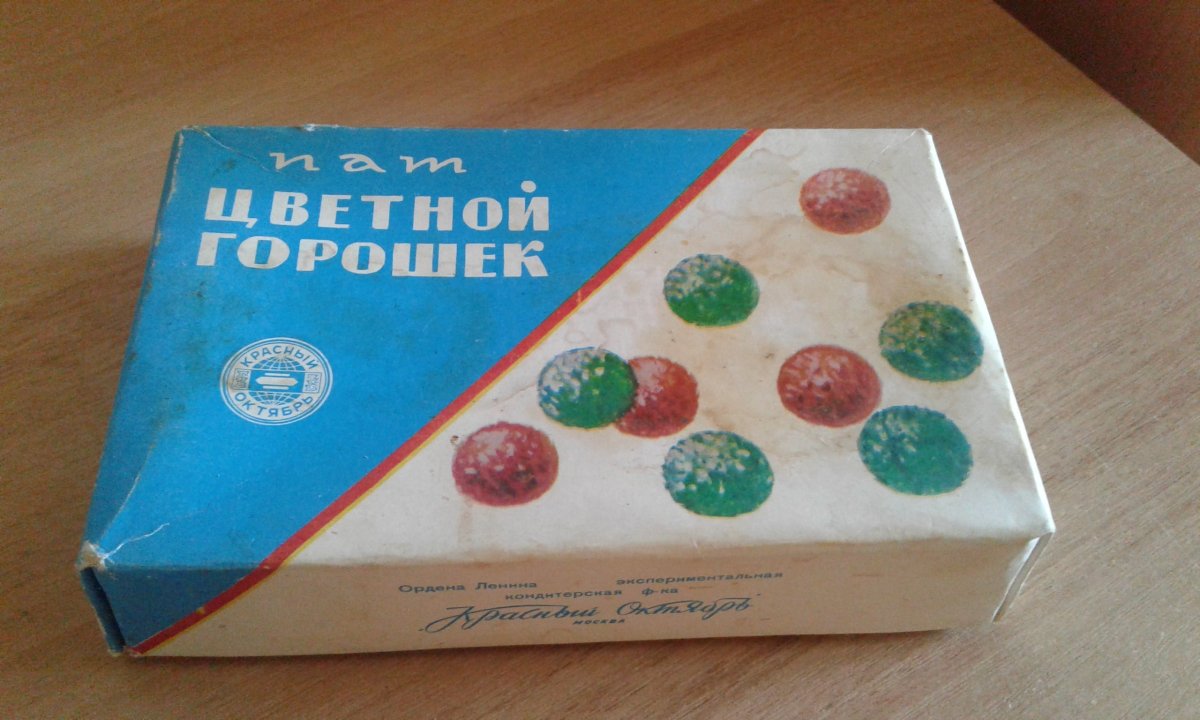 пат
ЦВЕТНОЙ
ГОРОШЕК
КРАСНЫЙ
ОКТЯБРЬ
Ордена Ленина экспериментальная
кондитерская ф-ка
„Красный Октябрь"
МОСКВА